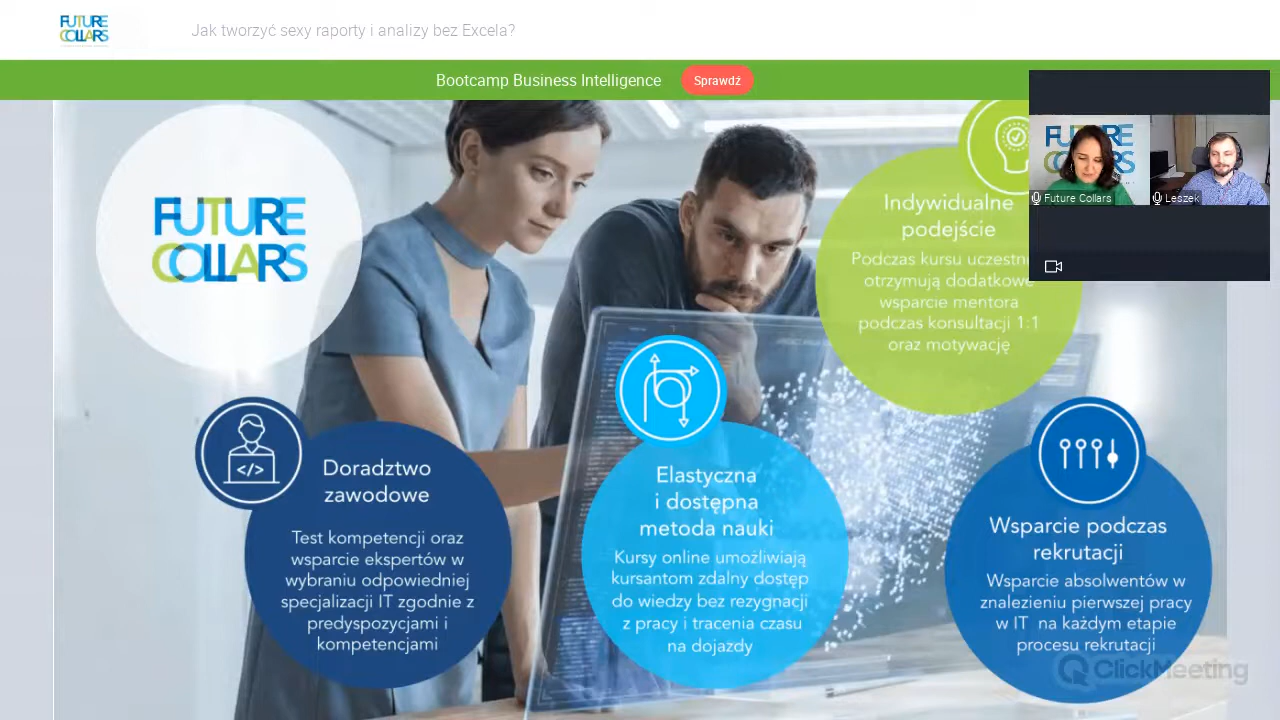 FUTURE
COLLARS
Jak tworzyć sexy raporty i analizy bez Excela?
Bootcamp Business Intelligence
Sprawdź
FUTURE
COLLARS
FUTURE
COLLARS
Future Collars
Leszek
Indywidualne
podejście
Podczas kursu uczestni
otrzymują dodatkowe
wsparcie mentora
podczas konsultacji 1:1
oraz motywację
Doradztwo
zawodowe
Test kompetencji oraz
wsparcie ekspertów w
wybraniu odpowiedniej
specjalizacji IT zgodnie z
predyspozycjami i
kompetencjami
</>
Elastyczna
i dostępna
metoda nauki
Kursy online umożliwiają
kursantom zdalny dostęp
do wiedzy bez rezygnacji
z pracy i tracenia czasu
na dojazdy
Wsparcie podczas
rekrutacji
Wsparcie absolwentów w
znalezieniu pierwszej pracy
w IT na każdym etapie
procesu rekrutacji
ClickMeeting